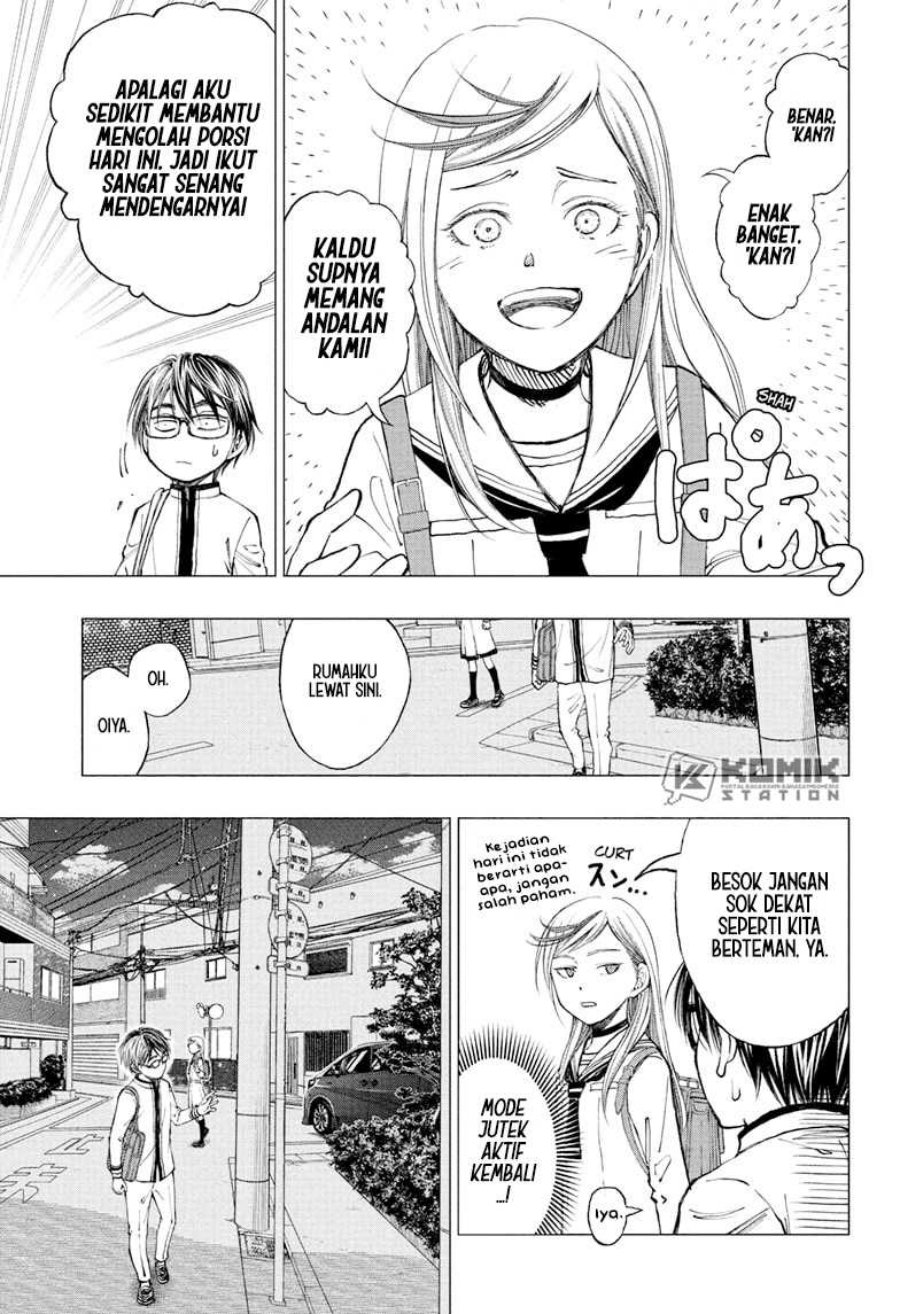 BENAR,
'KAN?!
ENAK
BANGET,
'KAN?!
KALDU
SUPNYA
MEMANG
ANDALAN
KAMI!
SHAH
ぱあっ
APALAGI AKU
SEDIKIT MEMBANTU
MENGOLAH PORSI
HARI INI. JADI IKUT
SANGAT SENANG
MENDENGARNYA!
RUMAHKU
LEWAT SINI.
OH.
OIYA.
KOMIK
STATION
BESOK JANGAN
SOK DEKAT
SEPERTI KITA
BERTEMAN, YA.
CURT
スン...
Kejadian
hari ini tidak
berarti apa-
apa, jangan
salah paham.
MODE
JUTEK
AKTIF
KEMBALI
...!
Iya.